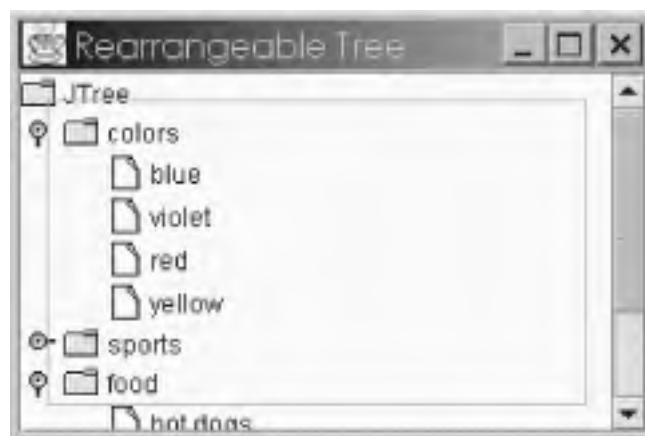 Rearrangeable Tree
JTree
colors
blue
violet
red
yellow
sports
food
hot dogs